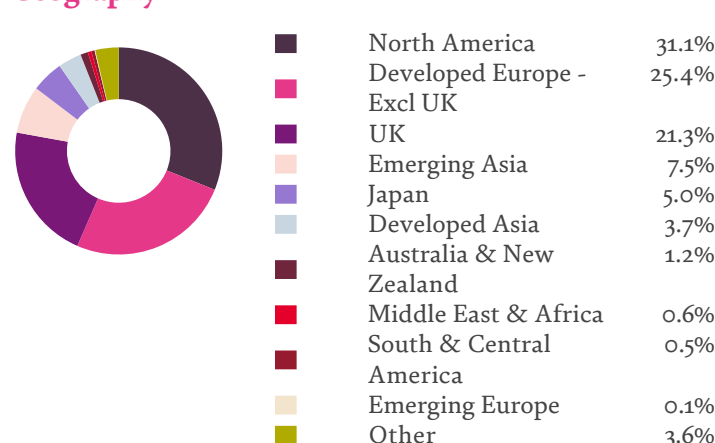 North America 31.1%
Developed Europe - 25.4%
Excl UK
UK 21.3%
Emerging Asia 7.5%
Japan 5.0%
Developed Asia 3.7%
Australia & New 1.2%
Zealand
Middle East & Africa 0.6%
South & Central 0.5%
America
Emerging Europe 0.1%
Other 3.6%